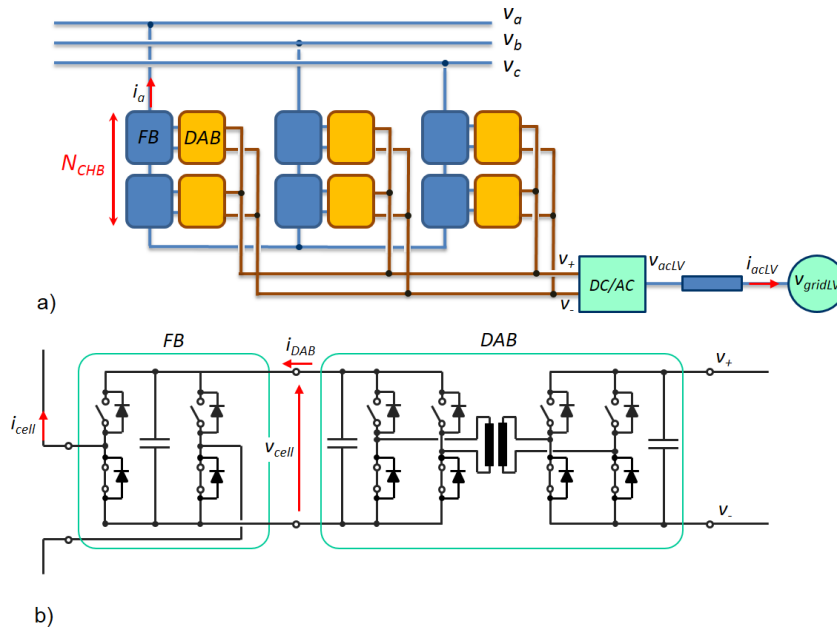 v_a
v_b
v_c
i_a
FB DAB
N_CHB
v_+
v_-
DC/AC
v_acLV
i_acLV
v_gridLV
a)
FB
i_DAB
DAB
v_+
i_cell
v_cell
v_-
b)